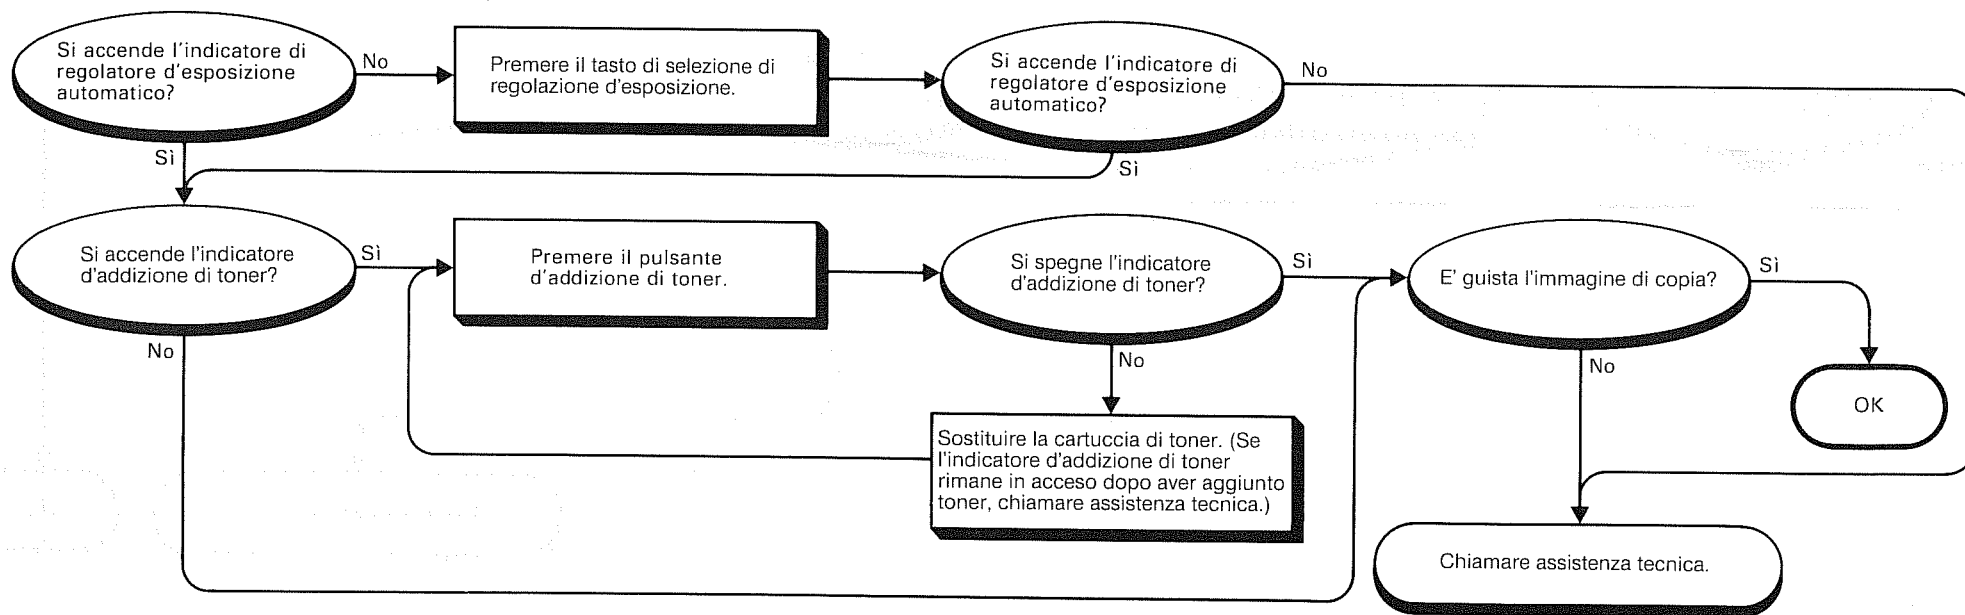 Si accende l'indicatore di
regolatore d'esposizione
automatico?
No
Premere il tasto di selezione di
regolazione d'esposizione.
Si accende l'indicatore di
regolatore d'esposizione
automatico?
No
Sì
Sì
Si accende l'indicatore
d'addizione di toner?
Sì
Premere il pulsante
d'addizione di toner.
Si spegne l'indicatore
d'addizione di toner?
Sì
E' guista l'immagine di copia?
Sì
No
No
No
OK
Sostituire la cartuccia di toner. (Se
l'indicatore d'addizione di toner
rimane in acceso dopo aver aggiunto
toner, chiamare assistenza tecnica.)
Chiamare assistenza tecnica.